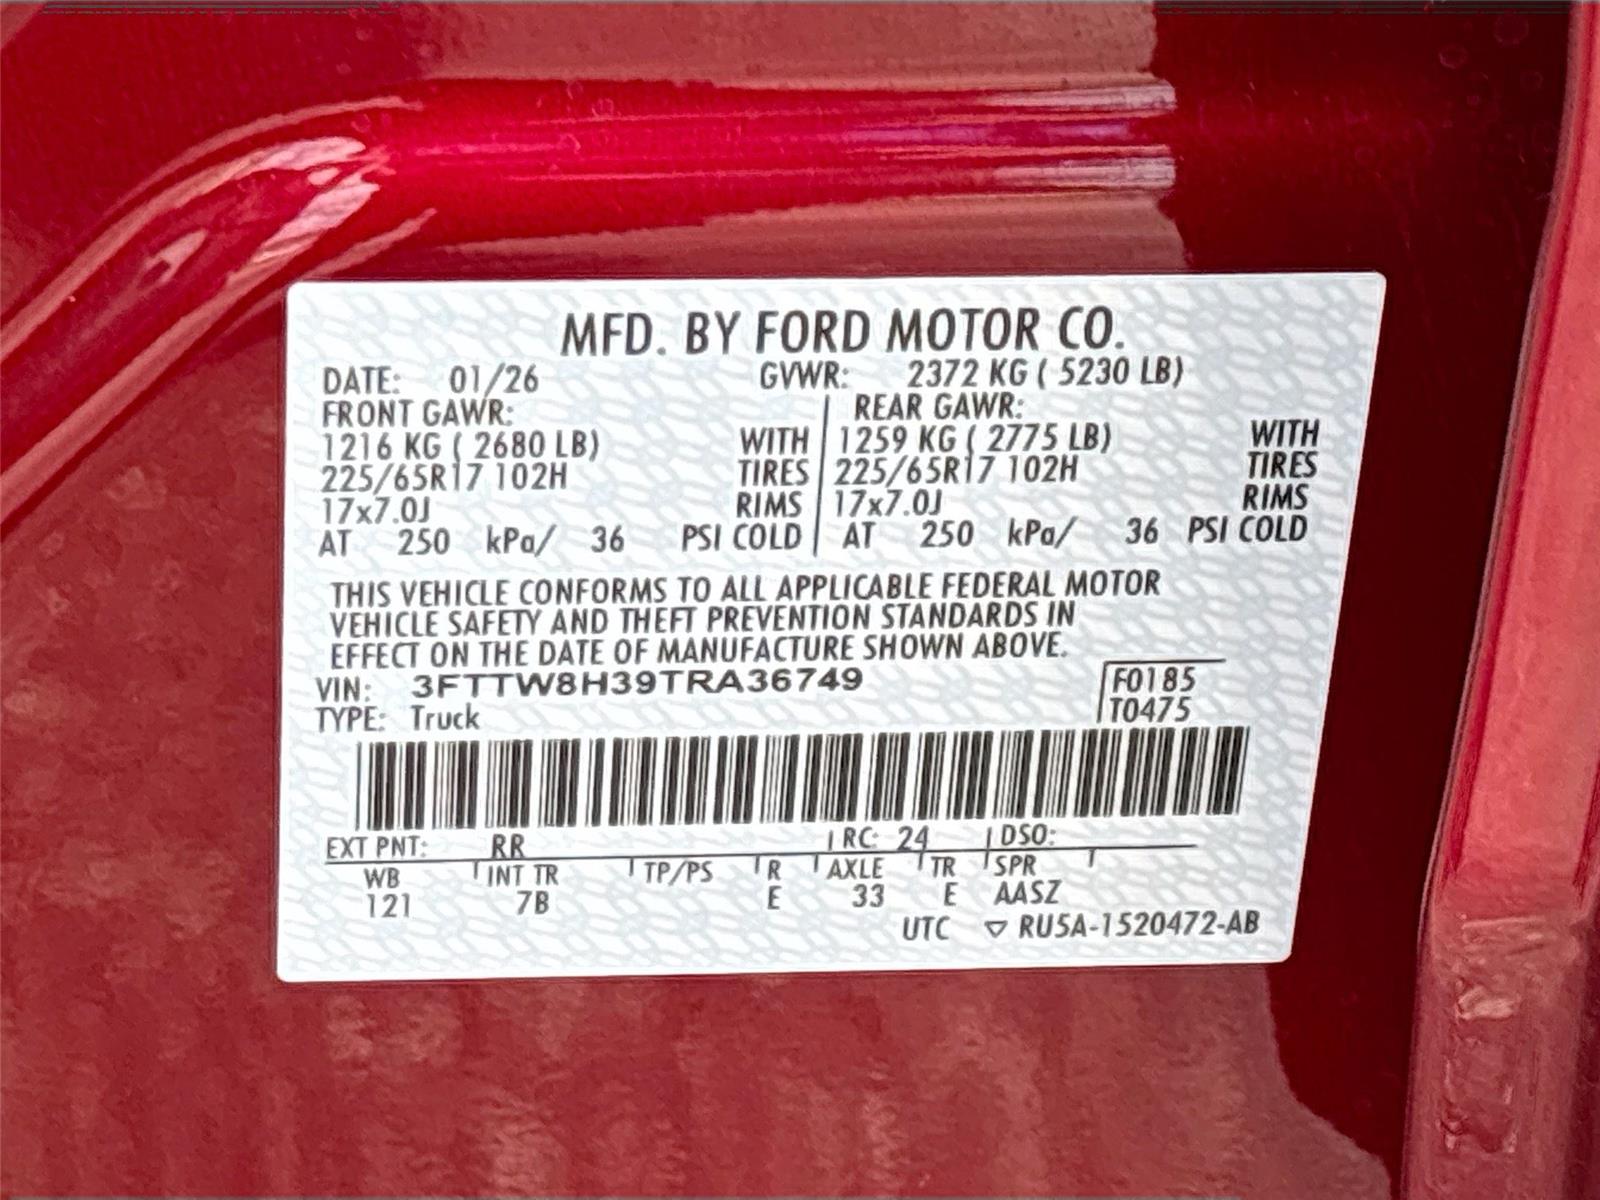 MFD. BY FORD MOTOR CO.
DATE: 01/26 GVWR: 2372 KG ( 5230 LB)
FRONT GAWR: REAR GAWR:
1216 KG ( 2680 LB) WITH 1259 KG ( 2775 LB) WITH
225/65R17 102H TIRES 225/65R17 102H TIRES
17x7.0J RIMS 17x7.0J RIMS
AT 250 kPa/ 36 PSI COLD AT 250 kPa/ 36 PSI COLD
THIS VEHICLE CONFORMS TO ALL APPLICABLE FEDERAL MOTOR
VEHICLE SAFETY AND THEFT PREVENTION STANDARDS IN
EFFECT ON THE DATE OF MANUFACTURE SHOWN ABOVE.
VIN: 3FTTW8H39TRA36749 F0185
TYPE: Truck T0475
EXT PNT: RR RC: 24 DSO:
WB INT TR TP/PS R AXLE TR SPR
121 7B E 33 E AASZ
UTC ▽ RU5A-1520472-AB